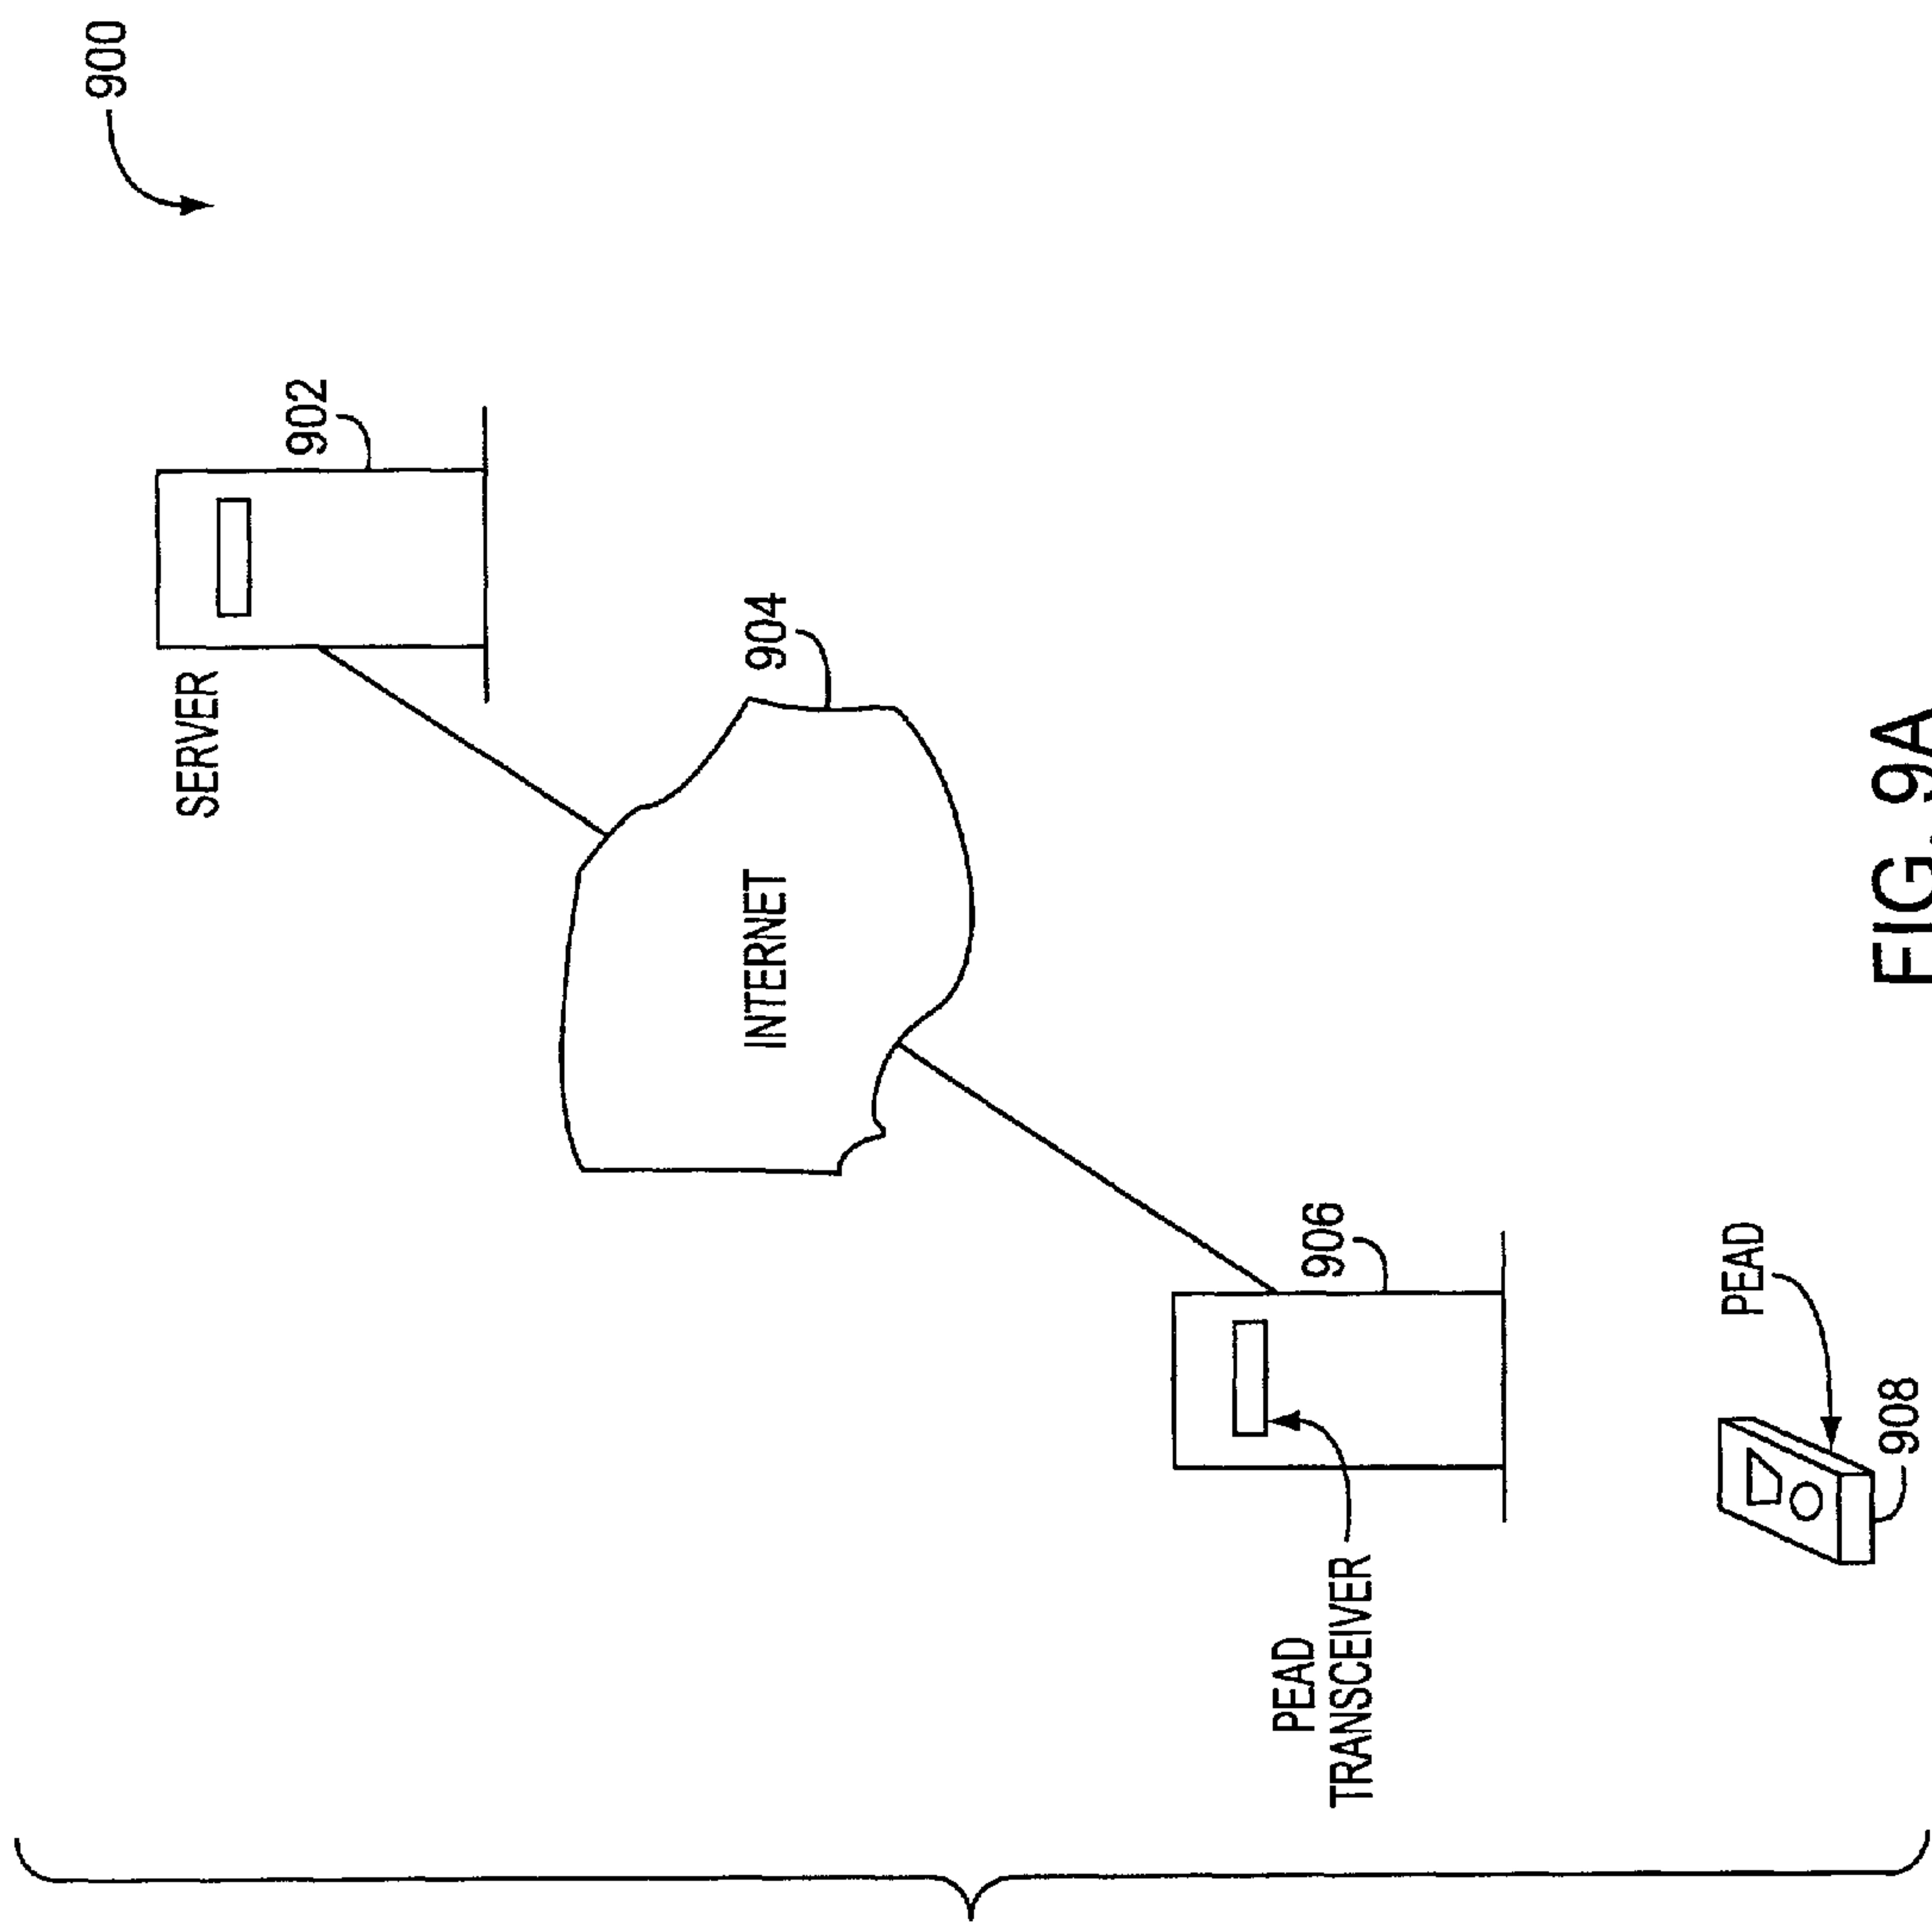 900
902
SERVER
904
INTERNET
906
PEAD
TRANSCEIVER
PEAD
908
FIG. 9A